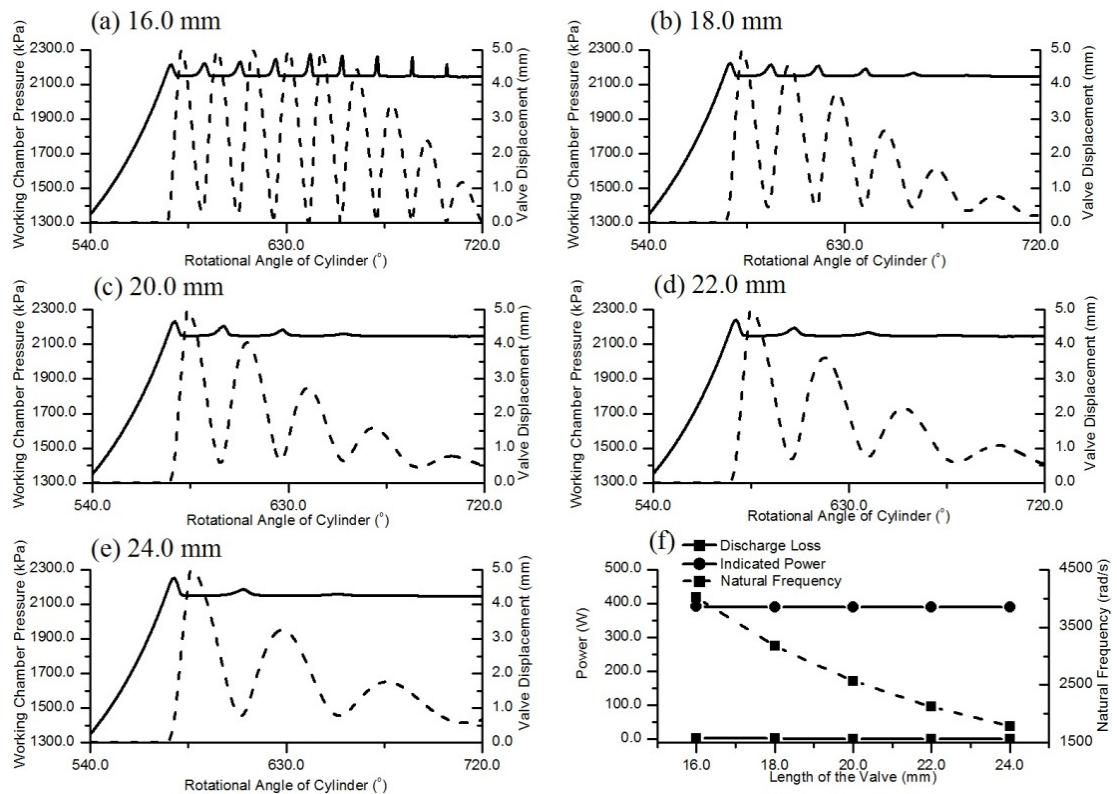 (a) 16.0 mm
Working Chamber Pressure (kPa)
2300.0
2100.0
1900.0
1700.0
1500.0
1300.0
5.0
4.0
3.0
2.0
1.0
0.0
Valve Displacement (mm)
540.0 630.0 720.0
Rotational Angle of Cylinder (°)
(b) 18.0 mm
Working Chamber Pressure (kPa)
2300.0
2100.0
1900.0
1700.0
1500.0
1300.0
5.0
4.0
3.0
2.0
1.0
0.0
Valve Displacement (mm)
540.0 630.0 720.0
Rotational Angle of Cylinder (°)
(c) 20.0 mm
Working Chamber Pressure (kPa)
2300.0
2100.0
1900.0
1700.0
1500.0
1300.0
5.0
4.0
3.0
2.0
1.0
0.0
Valve Displacement (mm)
540.0 630.0 720.0
Rotational Angle of Cylinder (°)
(d) 22.0 mm
Working Chamber Pressure (kPa)
2300.0
2100.0
1900.0
1700.0
1500.0
1300.0
5.0
4.0
3.0
2.0
1.0
0.0
Valve Displacement (mm)
540.0 630.0 720.0
Rotational Angle of Cylinder (°)
(e) 24.0 mm
Working Chamber Pressure (kPa)
2300.0
2100.0
1900.0
1700.0
1500.0
1300.0
5.0
4.0
3.0
2.0
1.0
0.0
Valve Displacement (mm)
540.0 630.0 720.0
Rotational Angle of Cylinder (°)
(f)
Discharge Loss
Indicated Power
Natural Frequency
Power (W)
500.0
400.0
300.0
200.0
100.0
0.0
4500
3500
2500
1500
Natural Frequency (rad/s)
16.0 18.0 20.0 22.0 24.0
Length of the Valve (mm)